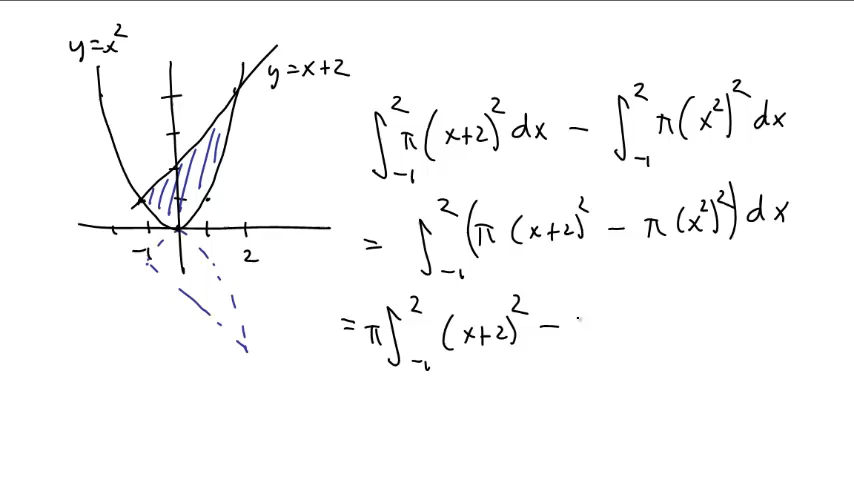 y=x²
y=x+2
-1 2
∫₋₁² π(x+2)² dx − ∫₋₁² π(x²)² dx
= ∫₋₁² (π (x+2)² − π(x²)²) dx
= π∫₋₁² (x+2)² −